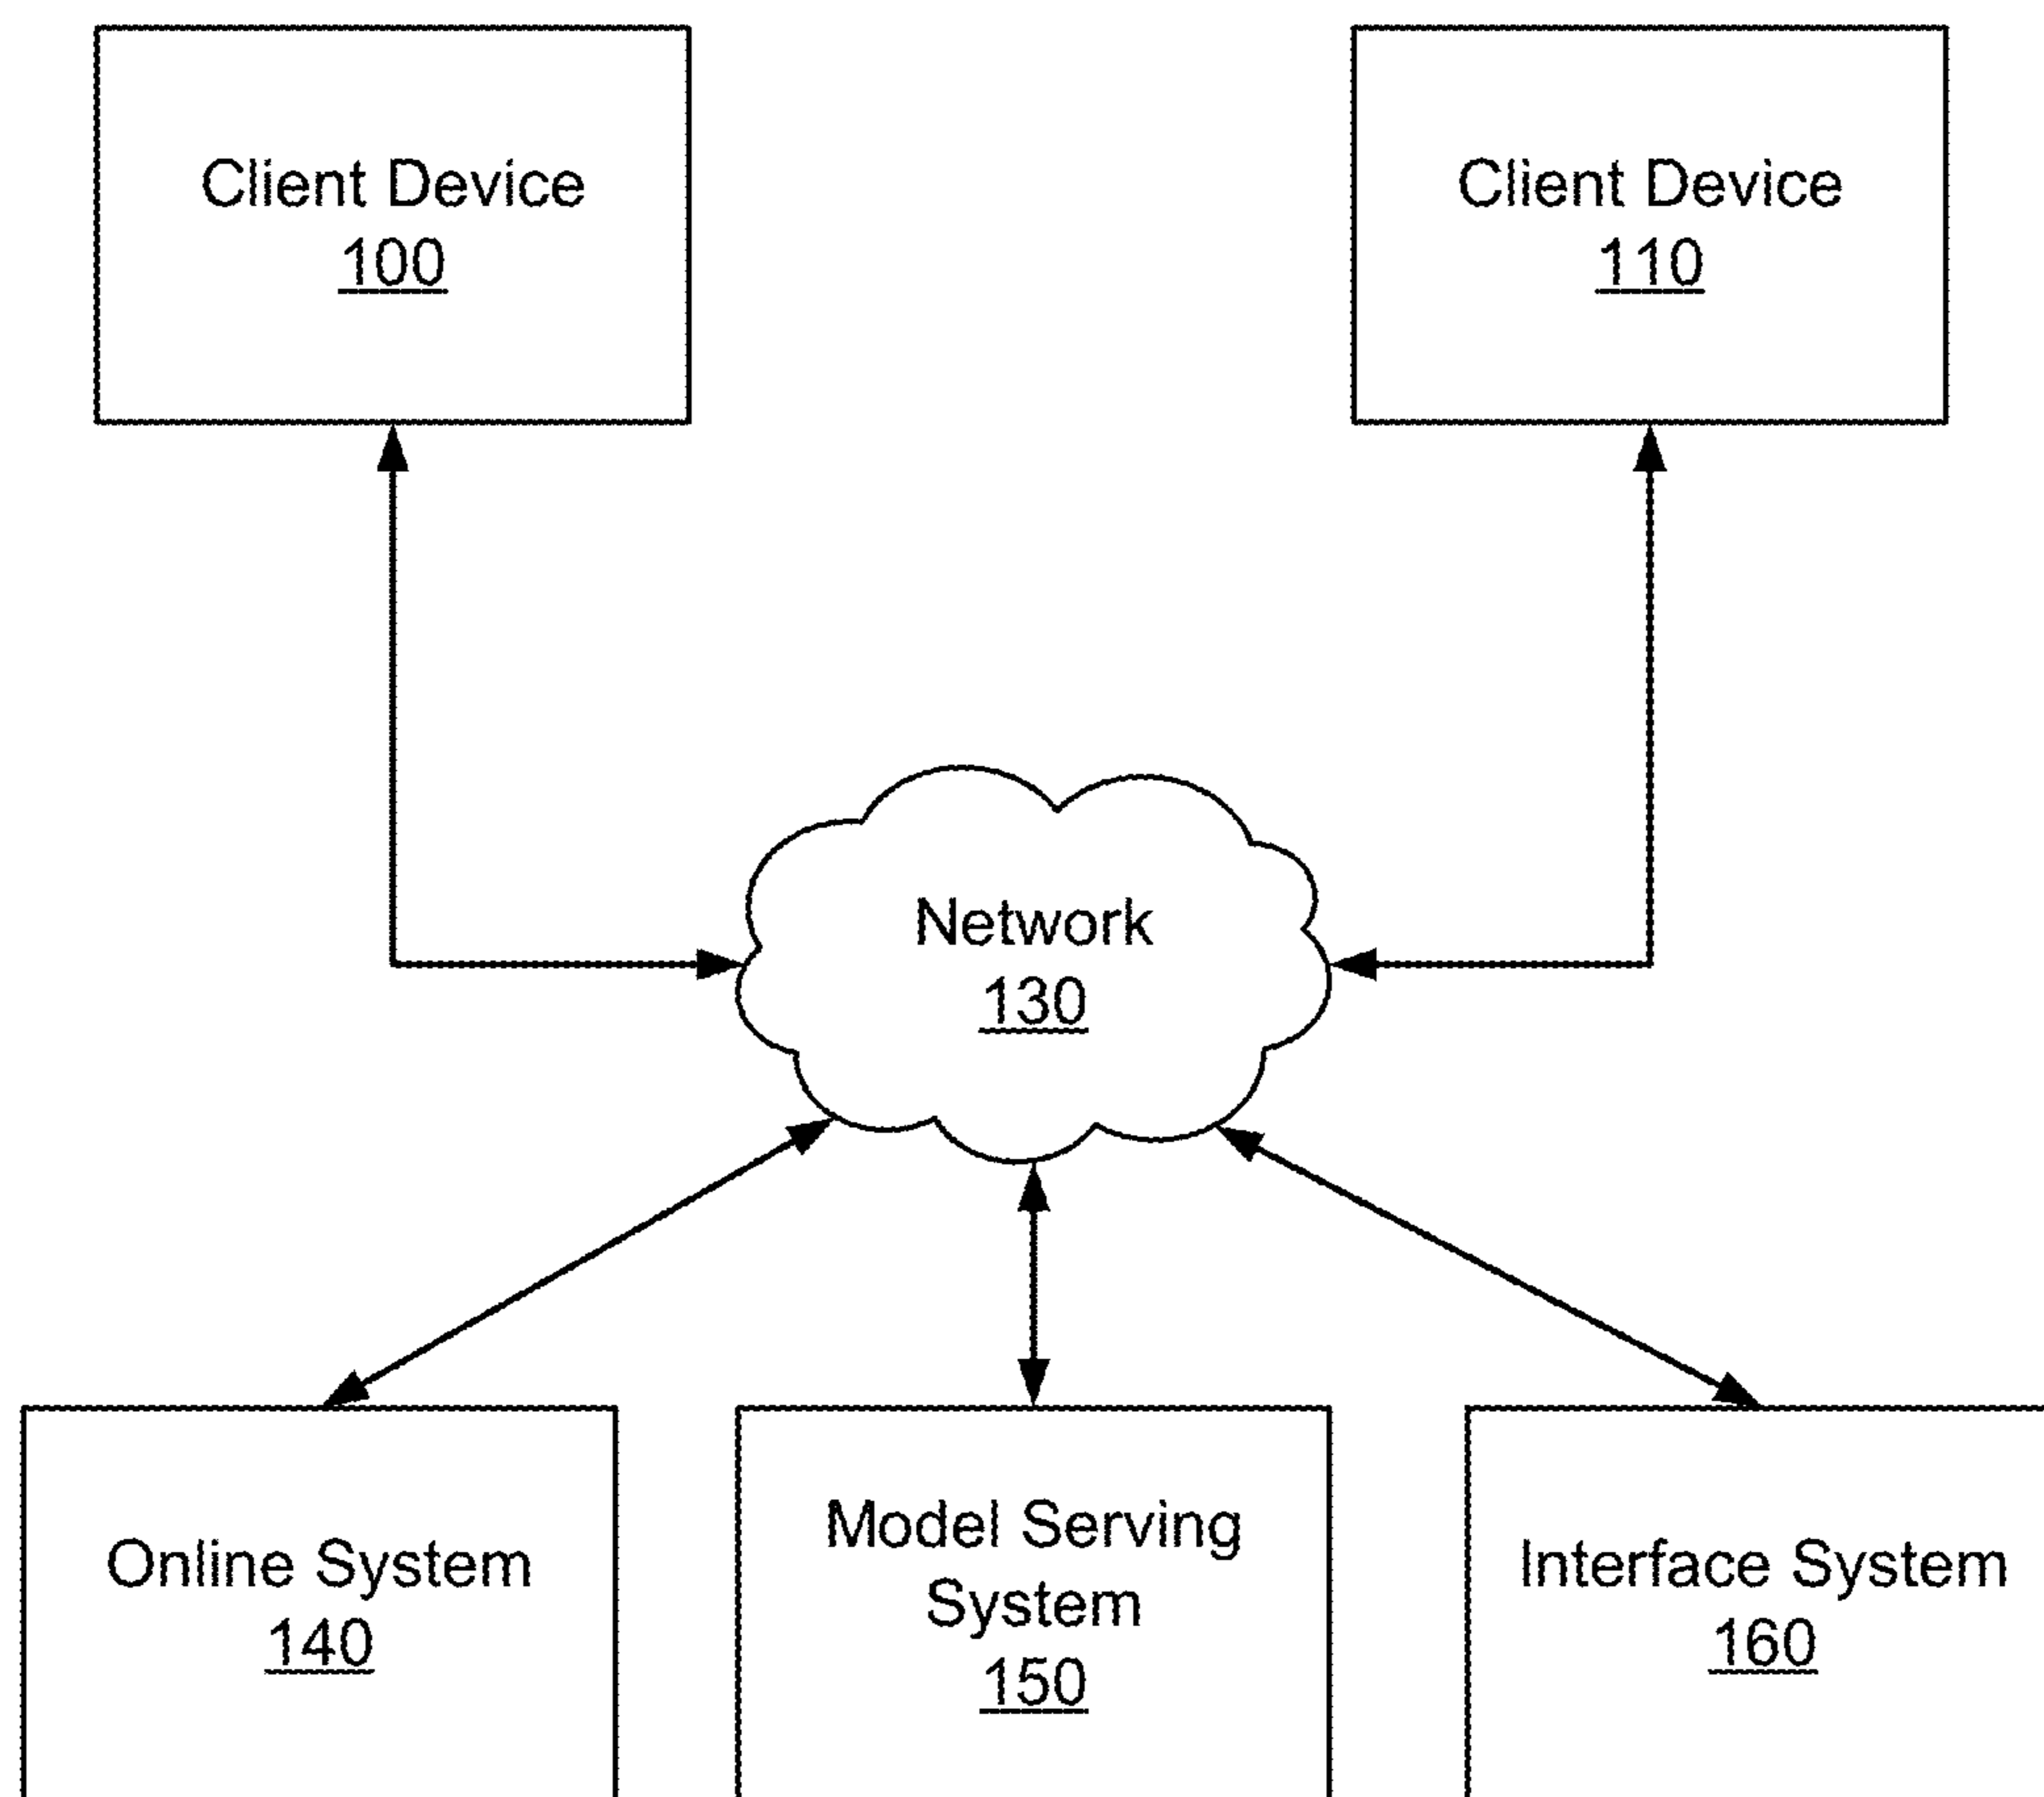 Client Device
100
Client Device
110
Network
130
Online System
140
Model Serving
System
150
Interface System
160